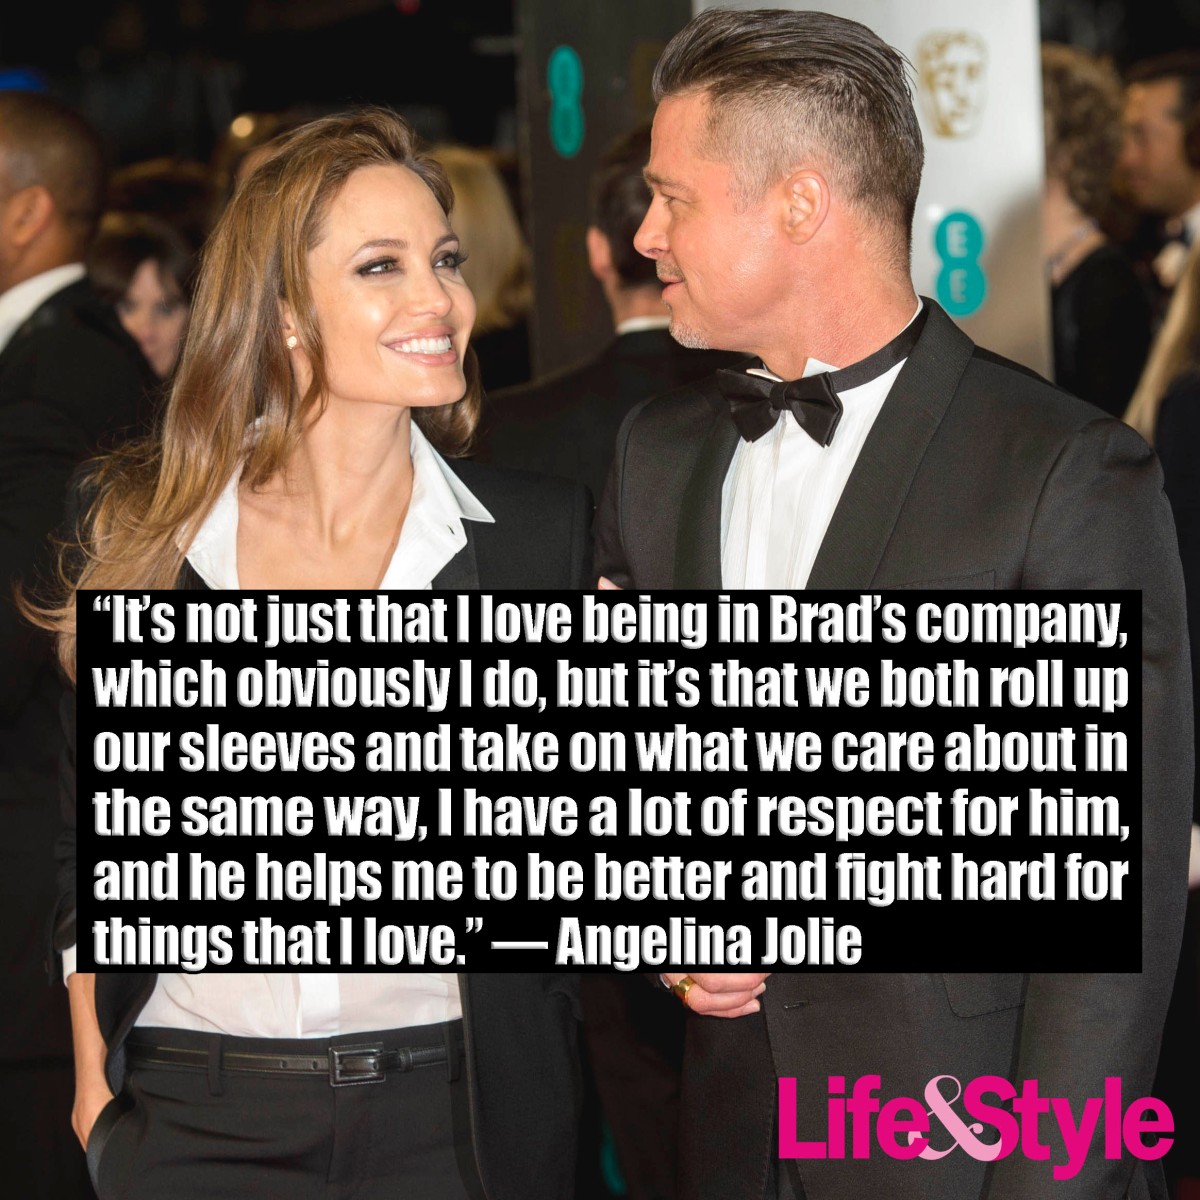 EE
“It’s not just that I love being in Brad’s company,
which obviously I do, but it’s that we both roll up
our sleeves and take on what we care about in
the same way, I have a lot of respect for him,
and he helps me to be better and fight hard for
things that I love.” — Angelina Jolie
Life&Style